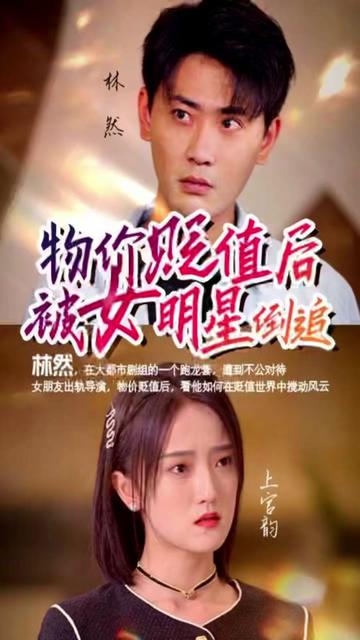 林然
物价贬值后
被女明星倒追
林然，在大都市剧组的一个跑龙套，遭到不公对待
女朋友出轨导演，物价贬值后，看他如何在贬值世界中搅动风云
上官韵